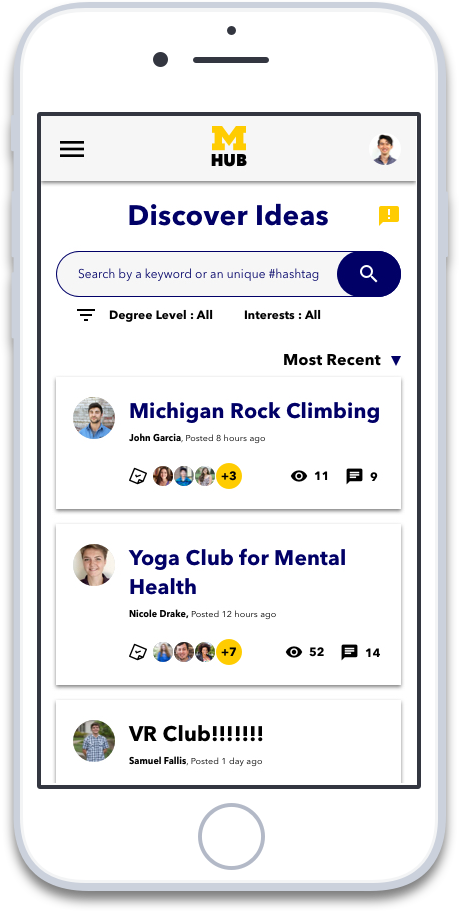 M
HUB
Discover Ideas
Search by a keyword or an unique #hashtag
Degree Level : All Interests : All
Most Recent ▼
Michigan Rock Climbing
John Garcia, Posted 8 hours ago
+3 11 9
Yoga Club for Mental
Health
Nicole Drake, Posted 12 hours ago
+7 52 14
VR Club!!!!!!!
Samuel Fallis, Posted 1 day ago